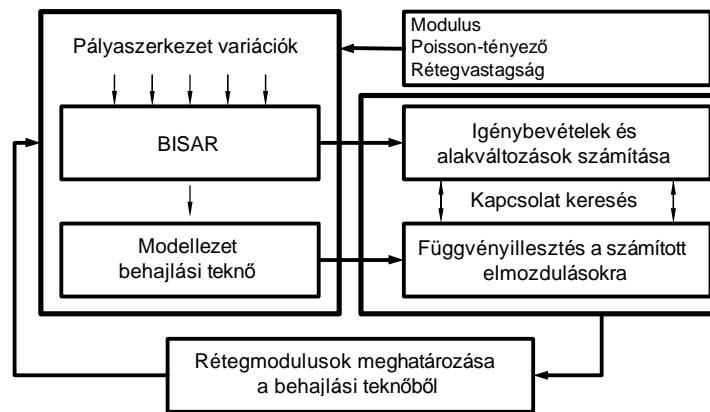 Pályaszerkezet variációk
Modulus
Poisson-tényező
Rétegvastagság
BISAR
Igénybevételek és
alakváltozások számítása
Kapcsolat keresés
Modellezet
behajlási teknő
Függvényillesztés a számított
elmozdulásokra
Rétegmodulusok meghatározása
a behajlási teknőből